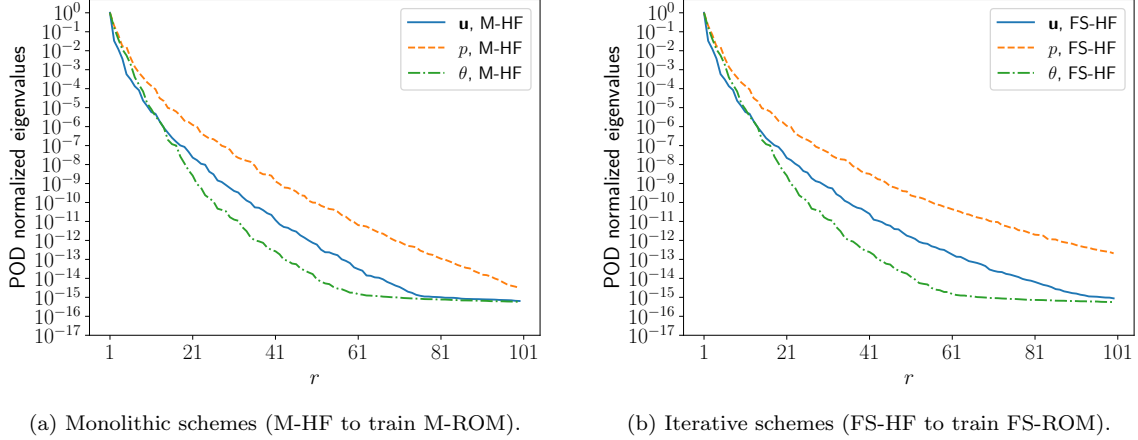 10^0
10^-1
10^-2
10^-3
10^-4
10^-5
10^-6
10^-7
10^-8
10^-9
10^-10
10^-11
10^-12
10^-13
10^-14
10^-15
10^-16
10^-17
POD normalized eigenvalues
1 21 41 61 81 101
r
u, M-HF
p, M-HF
θ, M-HF
(a) Monolithic schemes (M-HF to train M-ROM).
10^0
10^-1
10^-2
10^-3
10^-4
10^-5
10^-6
10^-7
10^-8
10^-9
10^-10
10^-11
10^-12
10^-13
10^-14
10^-15
10^-16
10^-17
POD normalized eigenvalues
1 21 41 61 81 101
r
u, FS-HF
p, FS-HF
θ, FS-HF
(b) Iterative schemes (FS-HF to train FS-ROM).